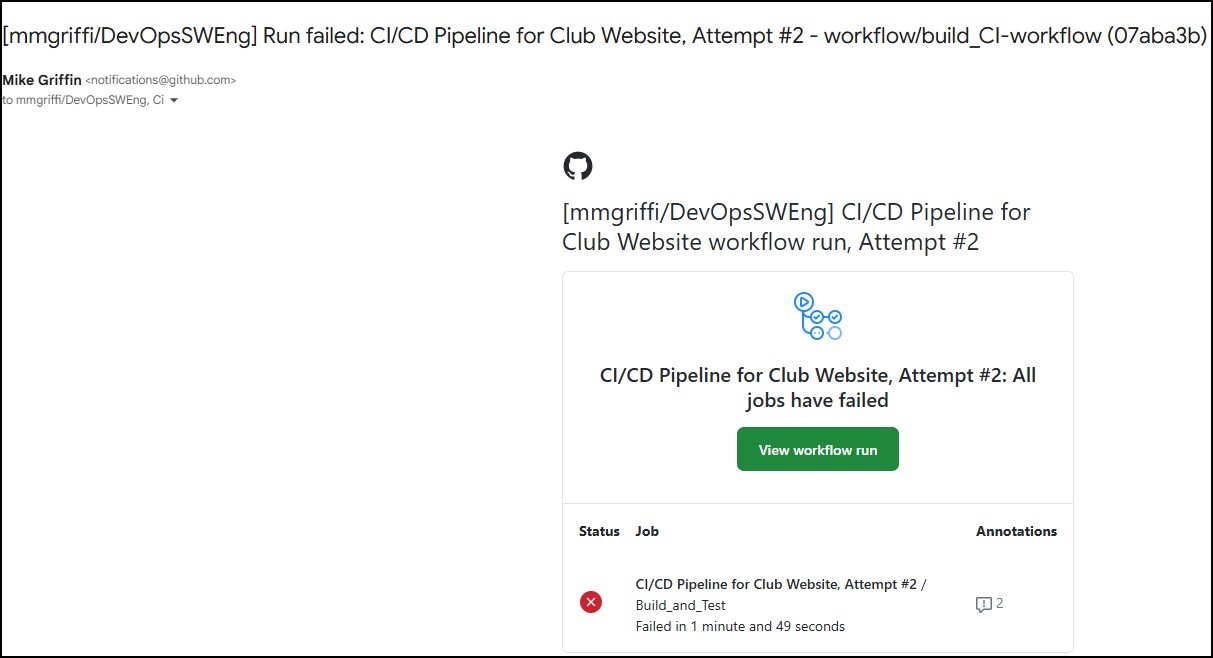 [mmgriffi/DevOpsSWEng] Run failed: CI/CD Pipeline for Club Website, Attempt #2 - workflow/build_CI-workflow (07aba3b)
Mike Griffin <notifications@github.com>
to mmgriffi/DevOpsSWEng, Ci
[mmgriffi/DevOpsSWEng] CI/CD Pipeline for
Club Website workflow run, Attempt #2
CI/CD Pipeline for Club Website, Attempt #2: All
jobs have failed
View workflow run
Status Job Annotations
CI/CD Pipeline for Club Website, Attempt #2 /
Build_and_Test
2
Failed in 1 minute and 49 seconds